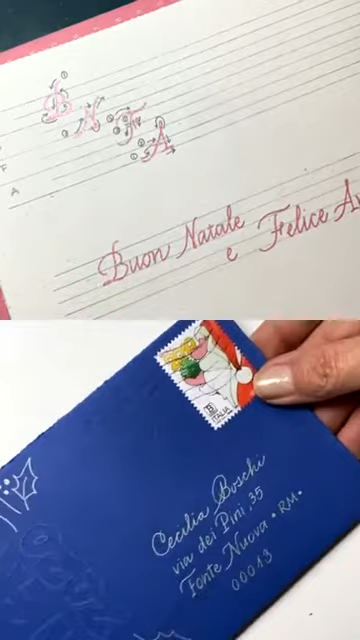 B N F A
F
A
Buon Natale
e Felice
B
ITALIA
Cecilia Boschi
via dei Pini 35
Fonte Nuova • RM •
00013